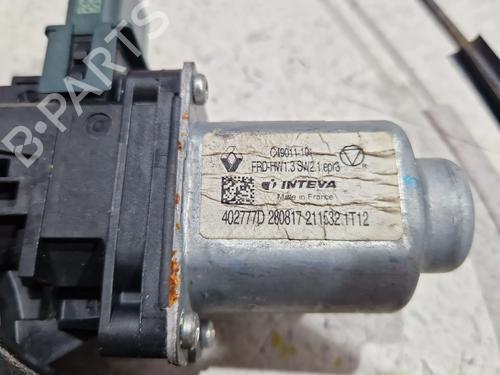 C49011-101
FRD-HW1.3 SW2.1 epr3
INTEVA
Made in France
402777D 280817 211532 1T12
B-PARTS